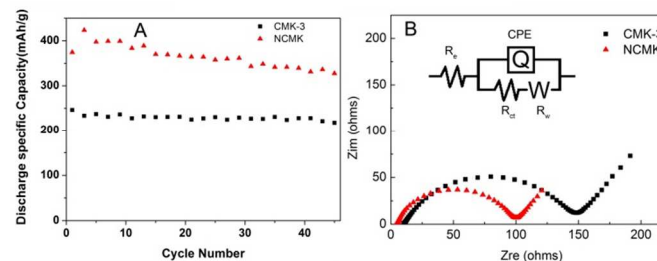 A
CMK-3
NCMK
Discharge specific Capacity(mAh/g)
400
300
200
100
0
0
10
20
30
40
Cycle Number
B
CMK-3
NCMK
CPE
Q
Re
Rct
W
Rw
Zim (ohms)
200
150
100
50
0
0
50
100
150
200
Zre (ohms)